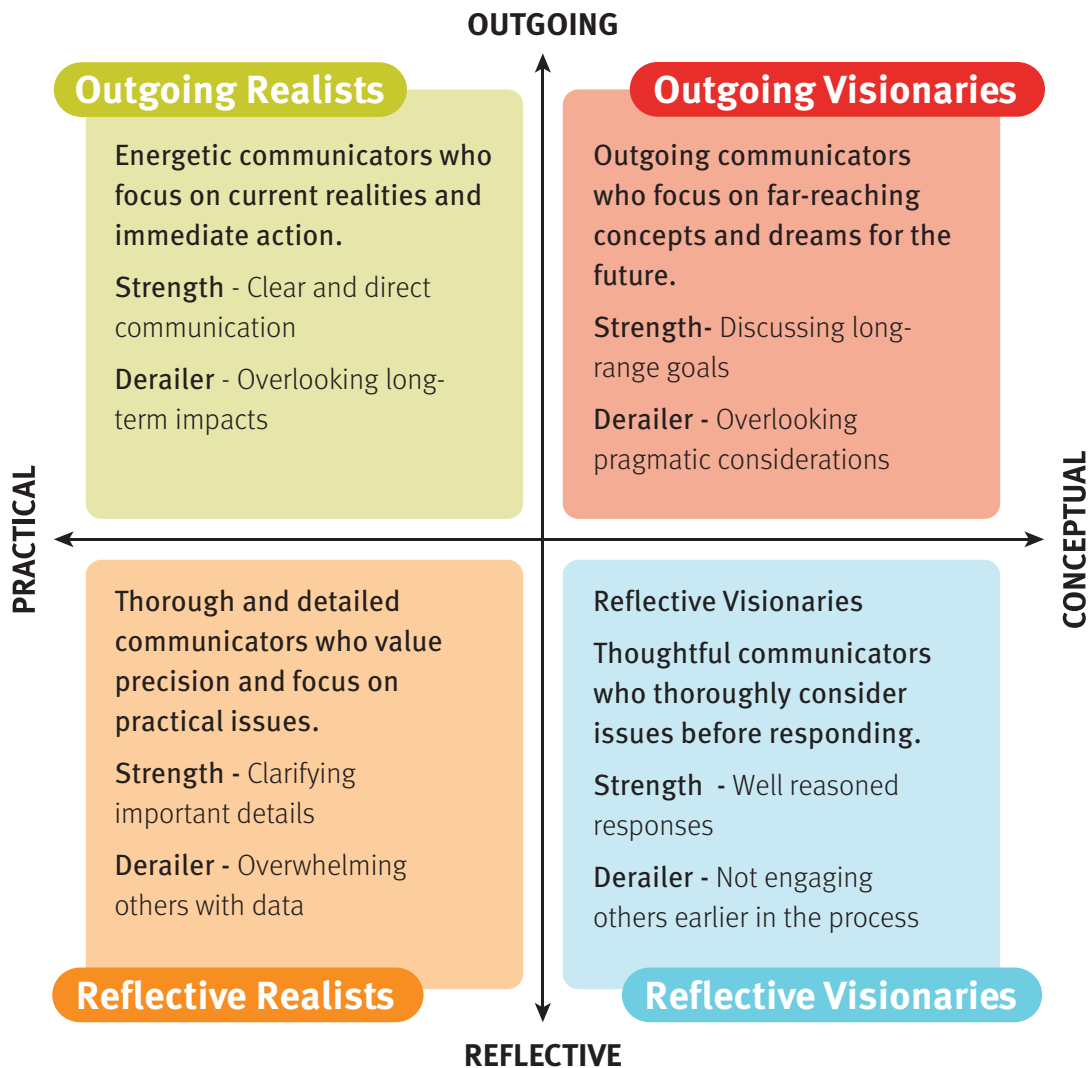 OUTGOING
Outgoing Realists
Energetic communicators who
focus on current realities and
immediate action.
Strength - Clear and direct
communication
Derailer - Overlooking long-
term impacts
Outgoing Visionaries
Outgoing communicators
who focus on far-reaching
concepts and dreams for the
future.
Strength- Discussing long-
range goals
Derailer - Overlooking
pragmatic considerations
PRACTICAL
CONCEPTUAL
Thorough and detailed
communicators who value
precision and focus on
practical issues.
Strength - Clarifying
important details
Derailer - Overwhelming
others with data
Reflective Realists
Reflective Visionaries
Thoughtful communicators
who thoroughly consider
issues before responding.
Strength - Well reasoned
responses
Derailer - Not engaging
others earlier in the process
Reflective Visionaries
REFLECTIVE